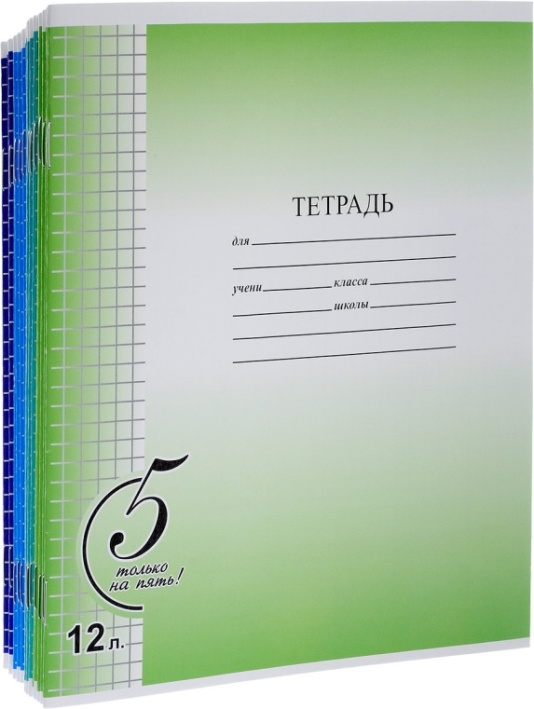 ТЕТРАДЬ
для
учени класса
школы
5
только
на пять!
12 л.